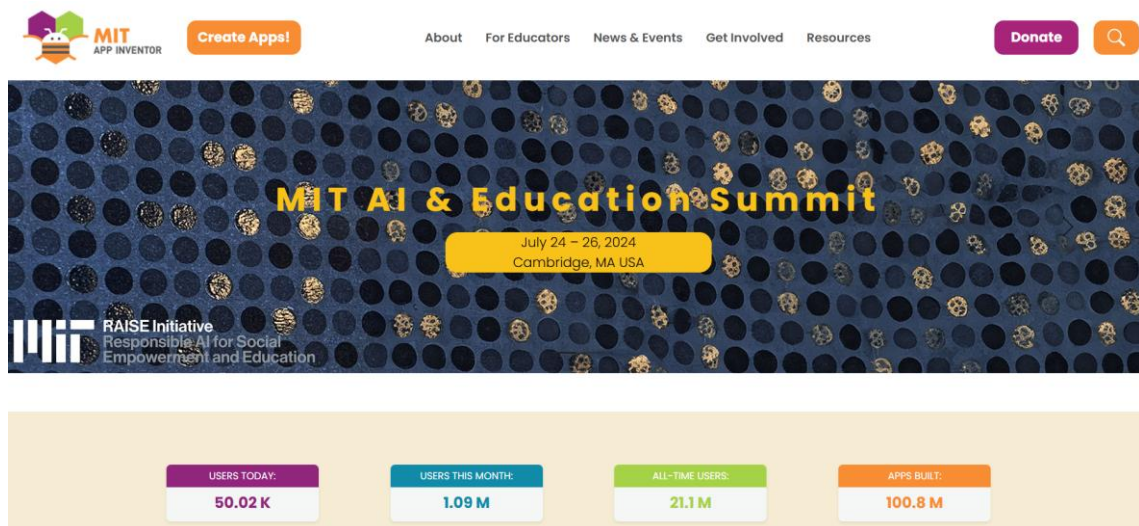 MIT
APP INVENTOR
Create Apps!
About For Educators News & Events Get Involved Resources
Donate
MIT AI & Education Summit
July 24 – 26, 2024
Cambridge, MA USA
RAISE Initiative
Responsible AI for Social
Empowerment and Education
USERS TODAY: USERS THIS MONTH: ALL-TIME USERS: APPS BUILT:
50.02 K 1.09 M 21.1 M 100.8 M